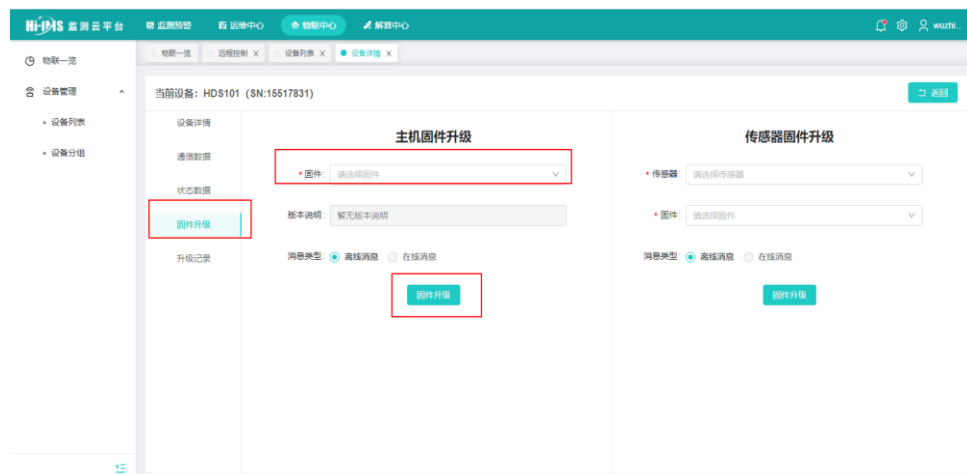 Hi-IMS 监测云平台
监测预警
运维中心
物联中心
解算中心
wuzhi...
物联一览
设备管理
设备列表
设备分组
物联一览
远程控制 X
设备列表 X
设备详情 X
当前设备：HDS101（SN:15517831）
返回
设备详情
通信数据
状态数据
固件升级
升级记录
主机固件升级
* 固件： 请选择固件
版本说明： 暂无版本说明
消息类型： 离线消息 在线消息
固件升级
传感器固件升级
* 传感器： 请选择传感器
* 固件： 请选择固件
消息类型： 离线消息 在线消息
固件升级